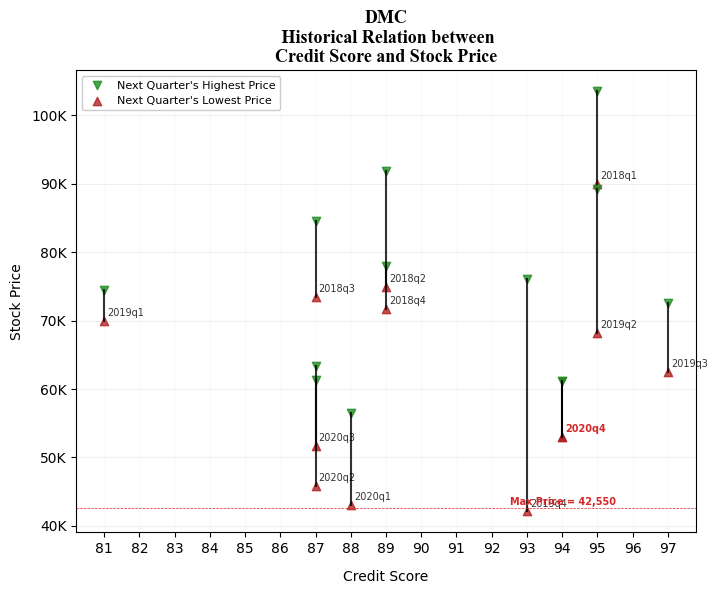 DMC
Historical Relation between
Credit Score and Stock Price
Next Quarter's Highest Price
Next Quarter's Lowest Price
100K
90K
80K
70K
60K
50K
40K
Stock Price
2018q1
2018q2
2018q3
2018q4
2019q1
2019q2
2019q3
2020q4
2020q3
2020q2
2020q1
2019q4
Max Price = 42,550
81 82 83 84 85 86 87 88 89 90 91 92 93 94 95 96 97
Credit Score